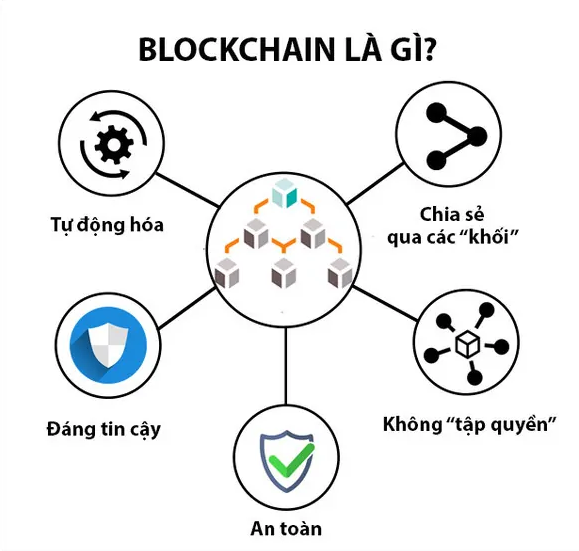 BLOCKCHAIN LÀ GÌ?
Tự động hóa
Chia sẻ
qua các “khối”
Đáng tin cậy
Không “tập quyền”
An toàn